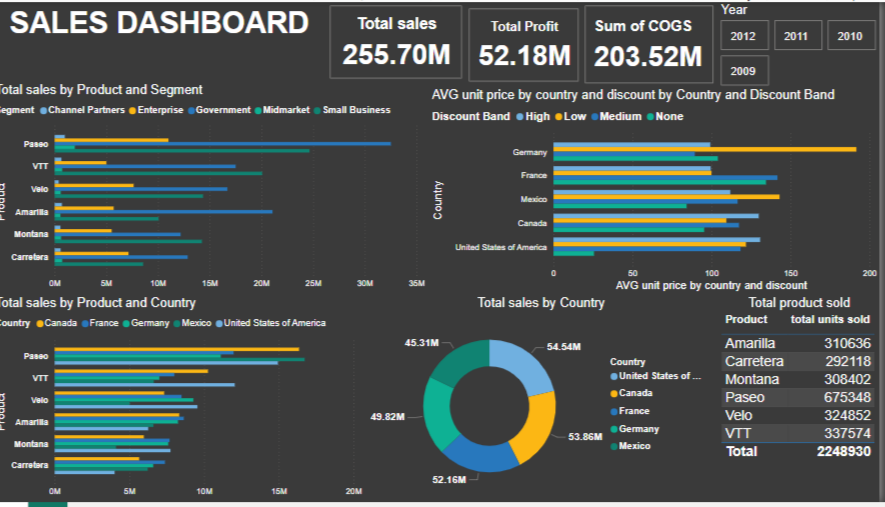 SALES DASHBOARD
Total sales
255.70M
Total Profit
52.18M
Sum of COGS
203.52M
Year
2012 2011 2010
2009
Total sales by Product and Segment
Segment Channel Partners Enterprise Government Midmarket Small Business
Product
Paseo
VTT
Velo
Amarilla
Montana
Carretera
0M 5M 10M 15M 20M 25M 30M 35M
AVG unit price by country and discount by Country and Discount Band
Discount Band High Low Medium None
Country
Germany
France
Mexico
Canada
United States of America
0 50 100 150 200
AVG unit price by country and discount
Total sales by Product and Country
Country Canada France Germany Mexico United States of America
Product
Paseo
VTT
Velo
Amarilla
Montana
Carretera
0M 5M 10M 15M 20M
Total sales by Country
45.31M
54.54M
49.82M
53.86M
52.16M
Country
United States of ...
Canada
France
Germany
Mexico
Total product sold
Product total units sold
Amarilla 310636
Carretera 292118
Montana 308402
Paseo 675348
Velo 324852
VTT 337574
Total 2248930